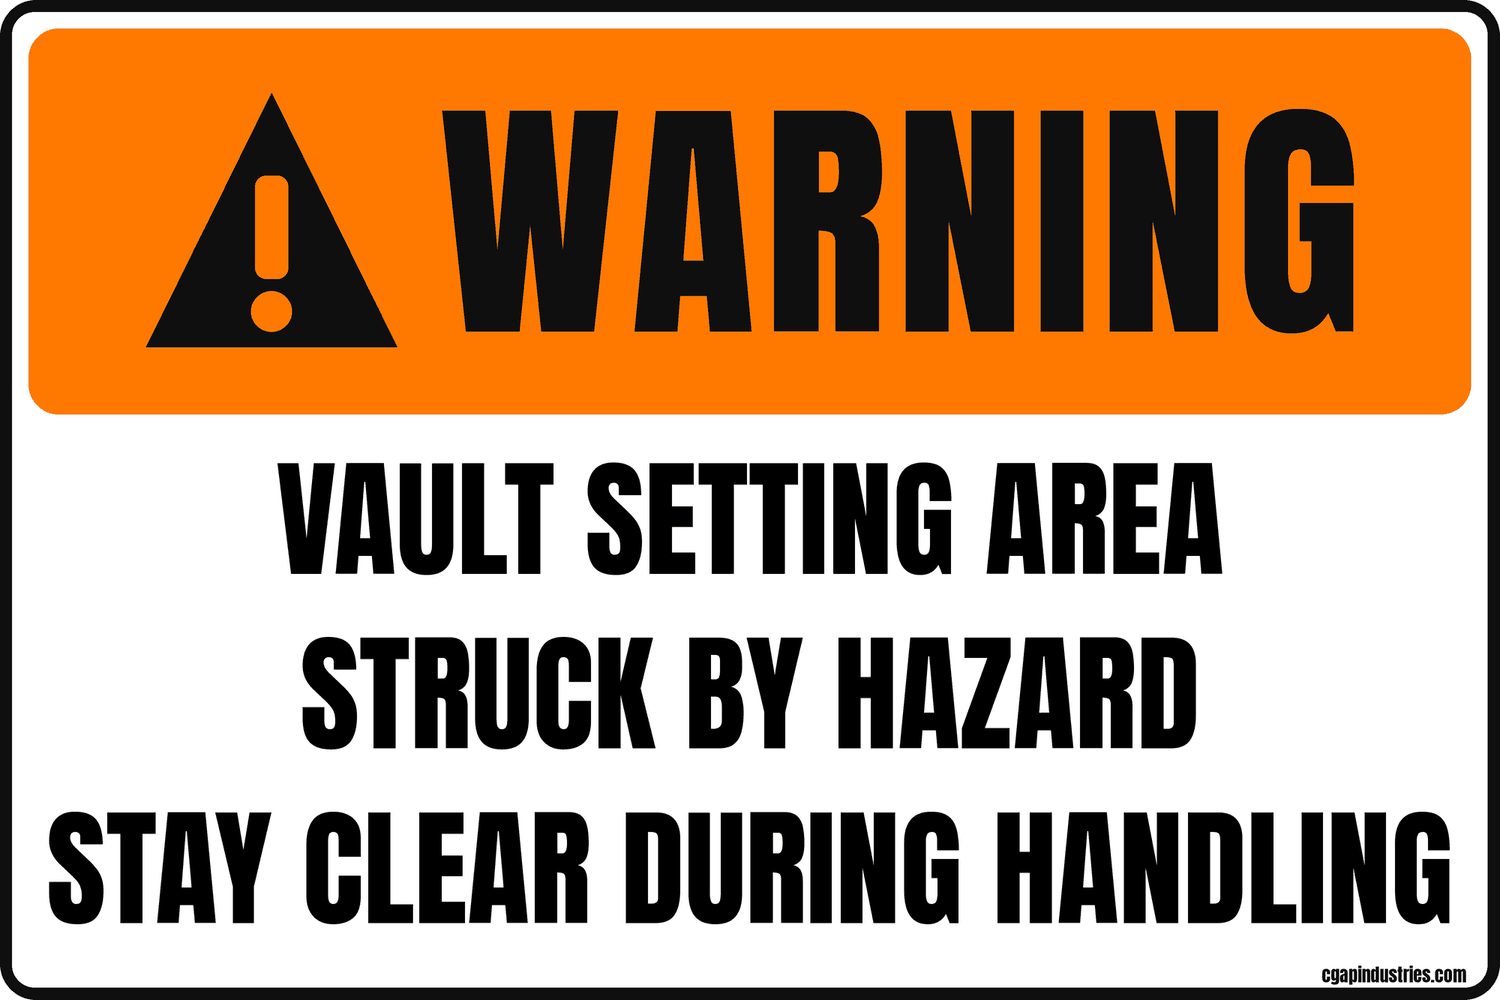 WARNING
VAULT SETTING AREA
STRUCK BY HAZARD
STAY CLEAR DURING HANDLING
cgapindustries.com